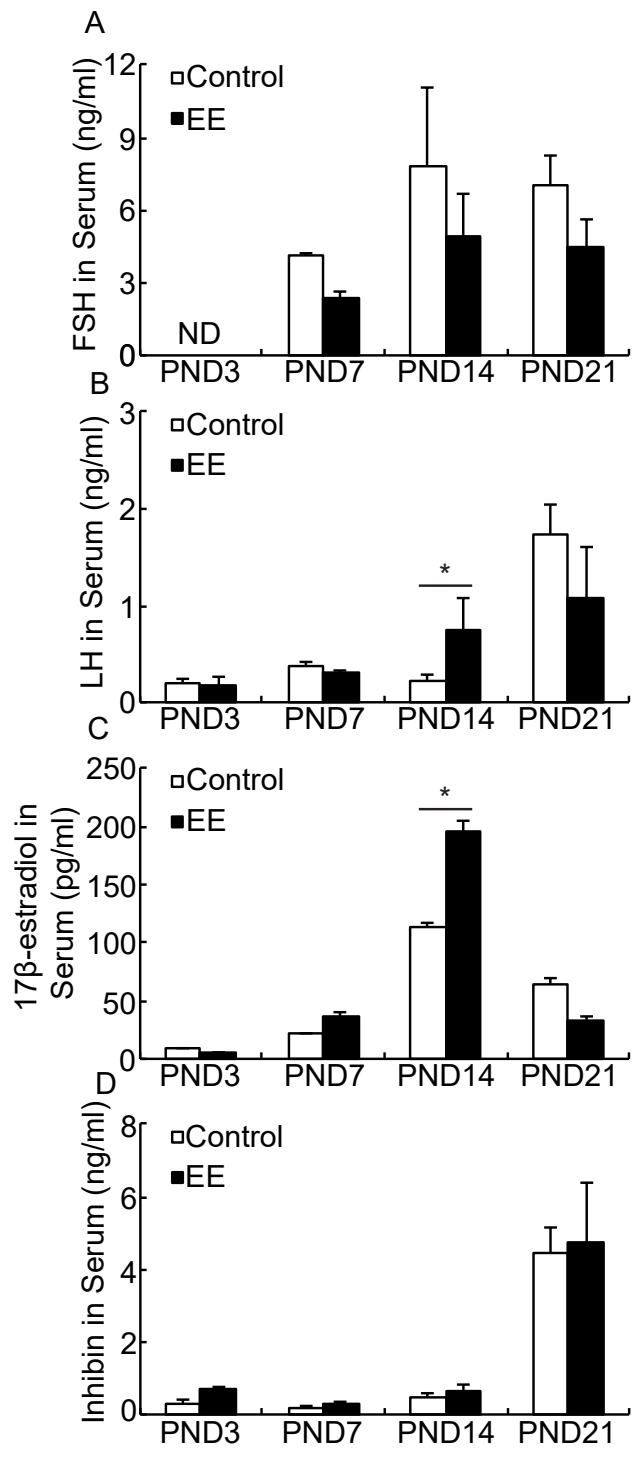 A
FSH in Serum (ng/ml)
12
9
6
3
0
Control
EE
ND
PND3 PND7 PND14 PND21
B
LH in Serum (ng/ml)
3
2
1
0
Control
EE
*
PND3 PND7 PND14 PND21
C
17β-estradiol in
Serum (pg/ml)
250
200
150
100
50
0
Control
EE
*
PND3 PND7 PND14 PND21
D
Inhibin in Serum (ng/ml)
8
6
4
2
0
Control
EE
PND3 PND7 PND14 PND21